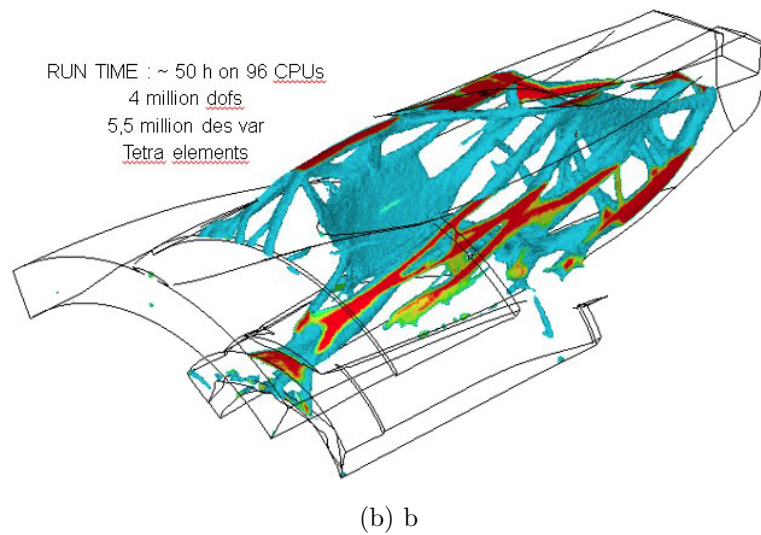 RUN TIME : ~ 50 h on 96 CPUs
4 million dofs
5,5 million des var
Tetra elements
(b) b